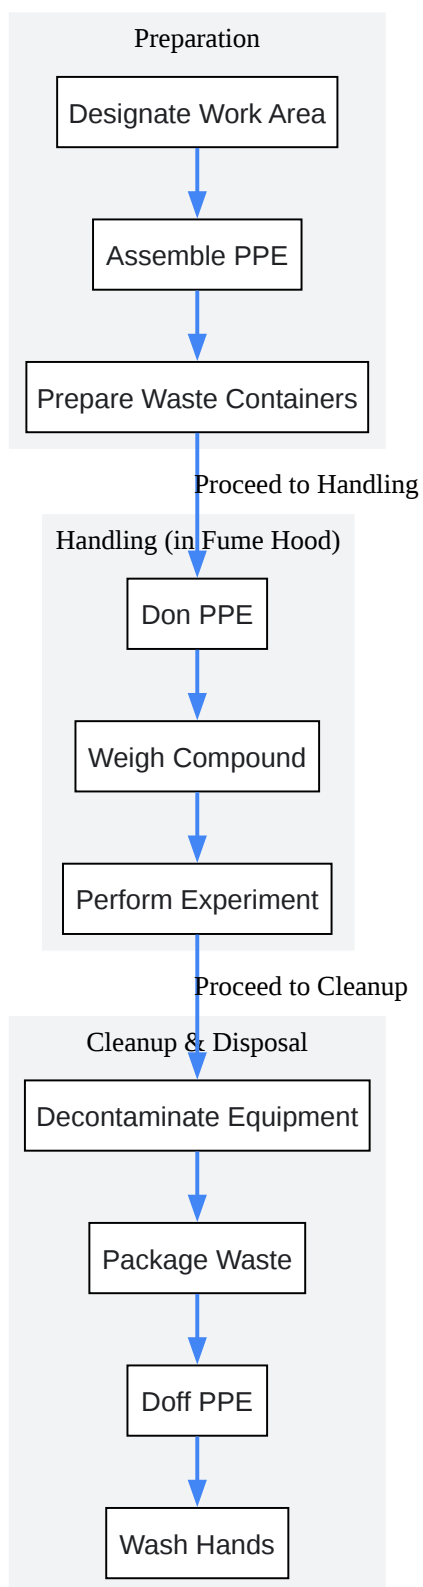 Preparation
Designate Work Area
Assemble PPE
Prepare Waste Containers
Proceed to Handling
Handling (in Fume Hood)
Don PPE
Weigh Compound
Perform Experiment
Proceed to Cleanup
Cleanup & Disposal
Decontaminate Equipment
Package Waste
Doff PPE
Wash Hands